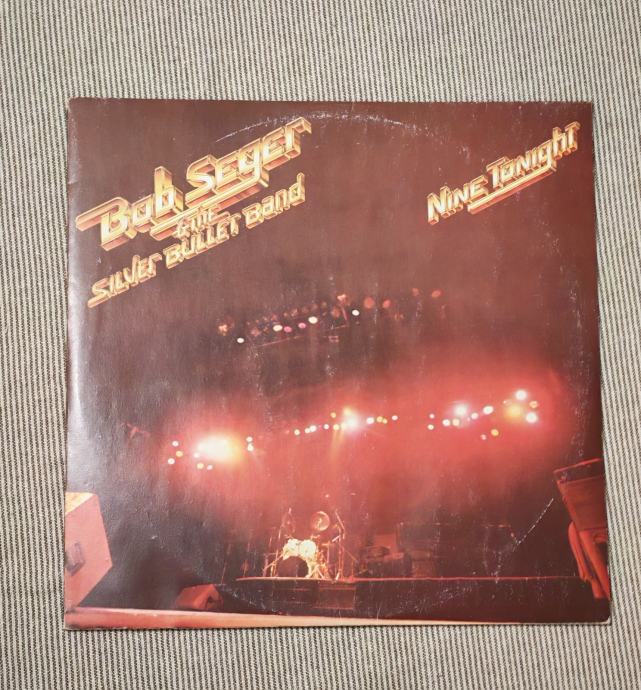 Bob Seger
& THE
SILVER BULLET BAND
NINE TONIGHT